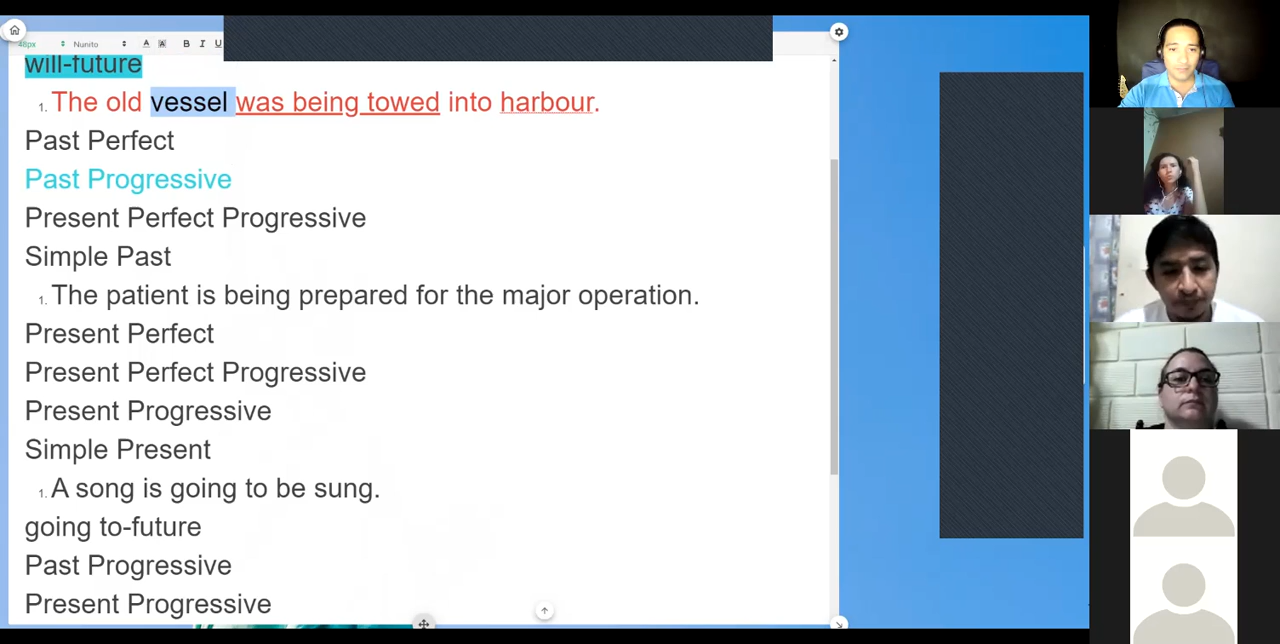 48px Nunito A A B I U
will-future
1. The old vessel was being towed into harbour.
Past Perfect
Past Progressive
Present Perfect Progressive
Simple Past
1. The patient is being prepared for the major operation.
Present Perfect
Present Perfect Progressive
Present Progressive
Simple Present
1. A song is going to be sung.
going to-future
Past Progressive
Present Progressive